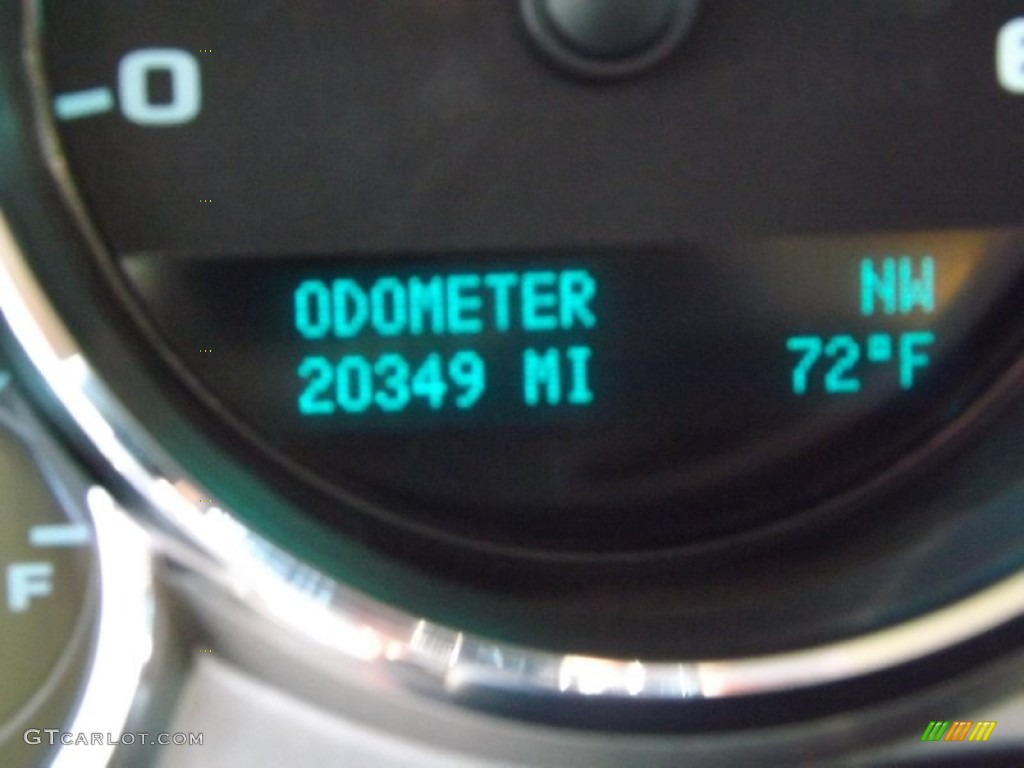 0
ODOMETER NW
20349 MI 72°F
F
GTCARLOT.COM